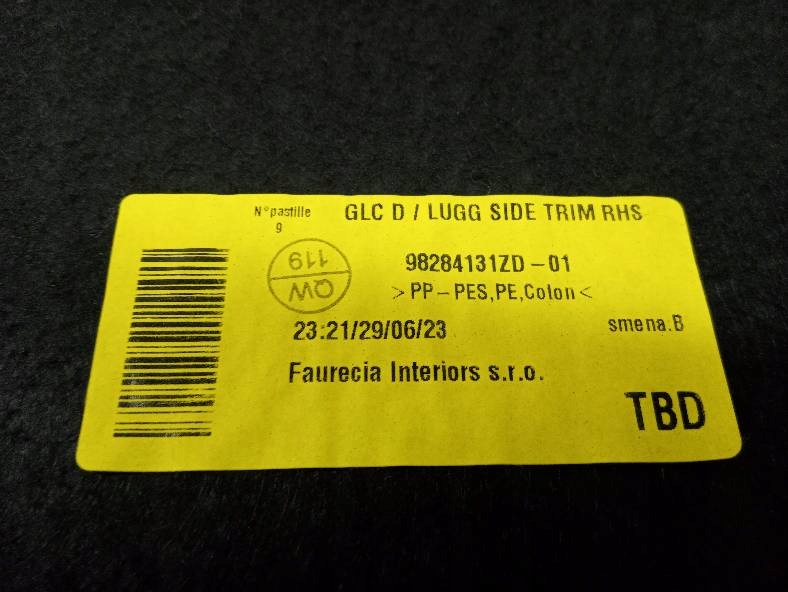 N°pastille
9
GLC D / LUGG SIDE TRIM RHS
QW
119
98284131ZD-01
>PP-PES,PE,Colon<
23:21/29/06/23
smena.B
Faurecia Interiors s.r.o.
TBD